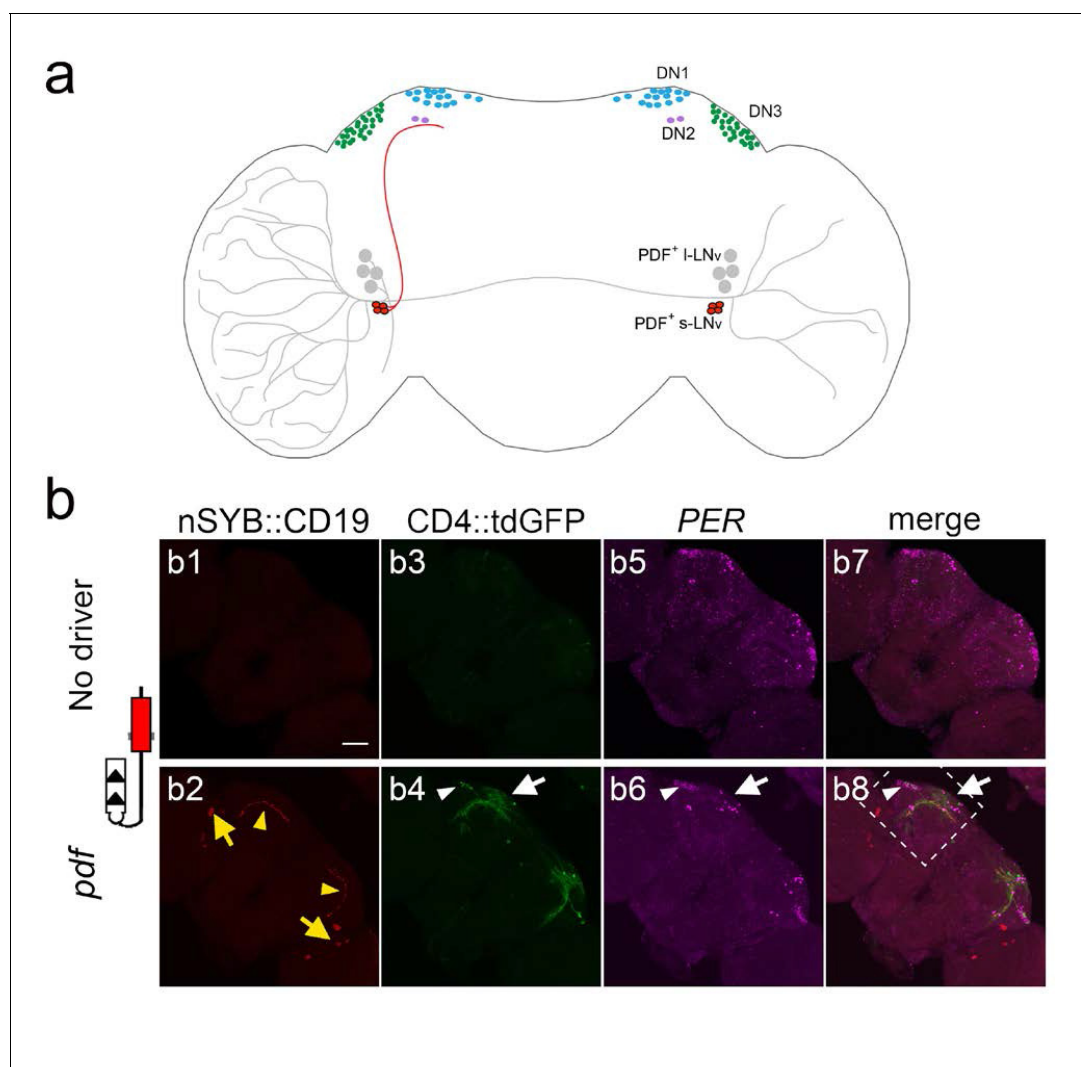 a
DN1
DN3
DN2
PDF+ l-LNv
PDF+ s-LNv
b
nSYB::CD19 CD4::tdGFP PER merge
No driver
b1 b3 b5 b7
pdf
b2 b4 b6 b8